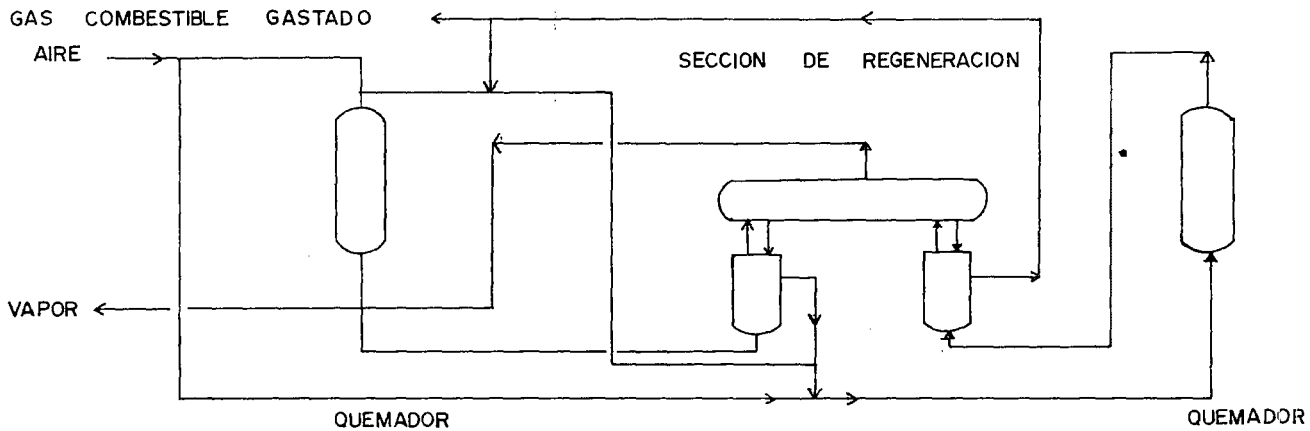 GAS COMBESTIBLE GASTADO
AIRE
SECCION DE REGENERACION
VAPOR
QUEMADOR
QUEMADOR